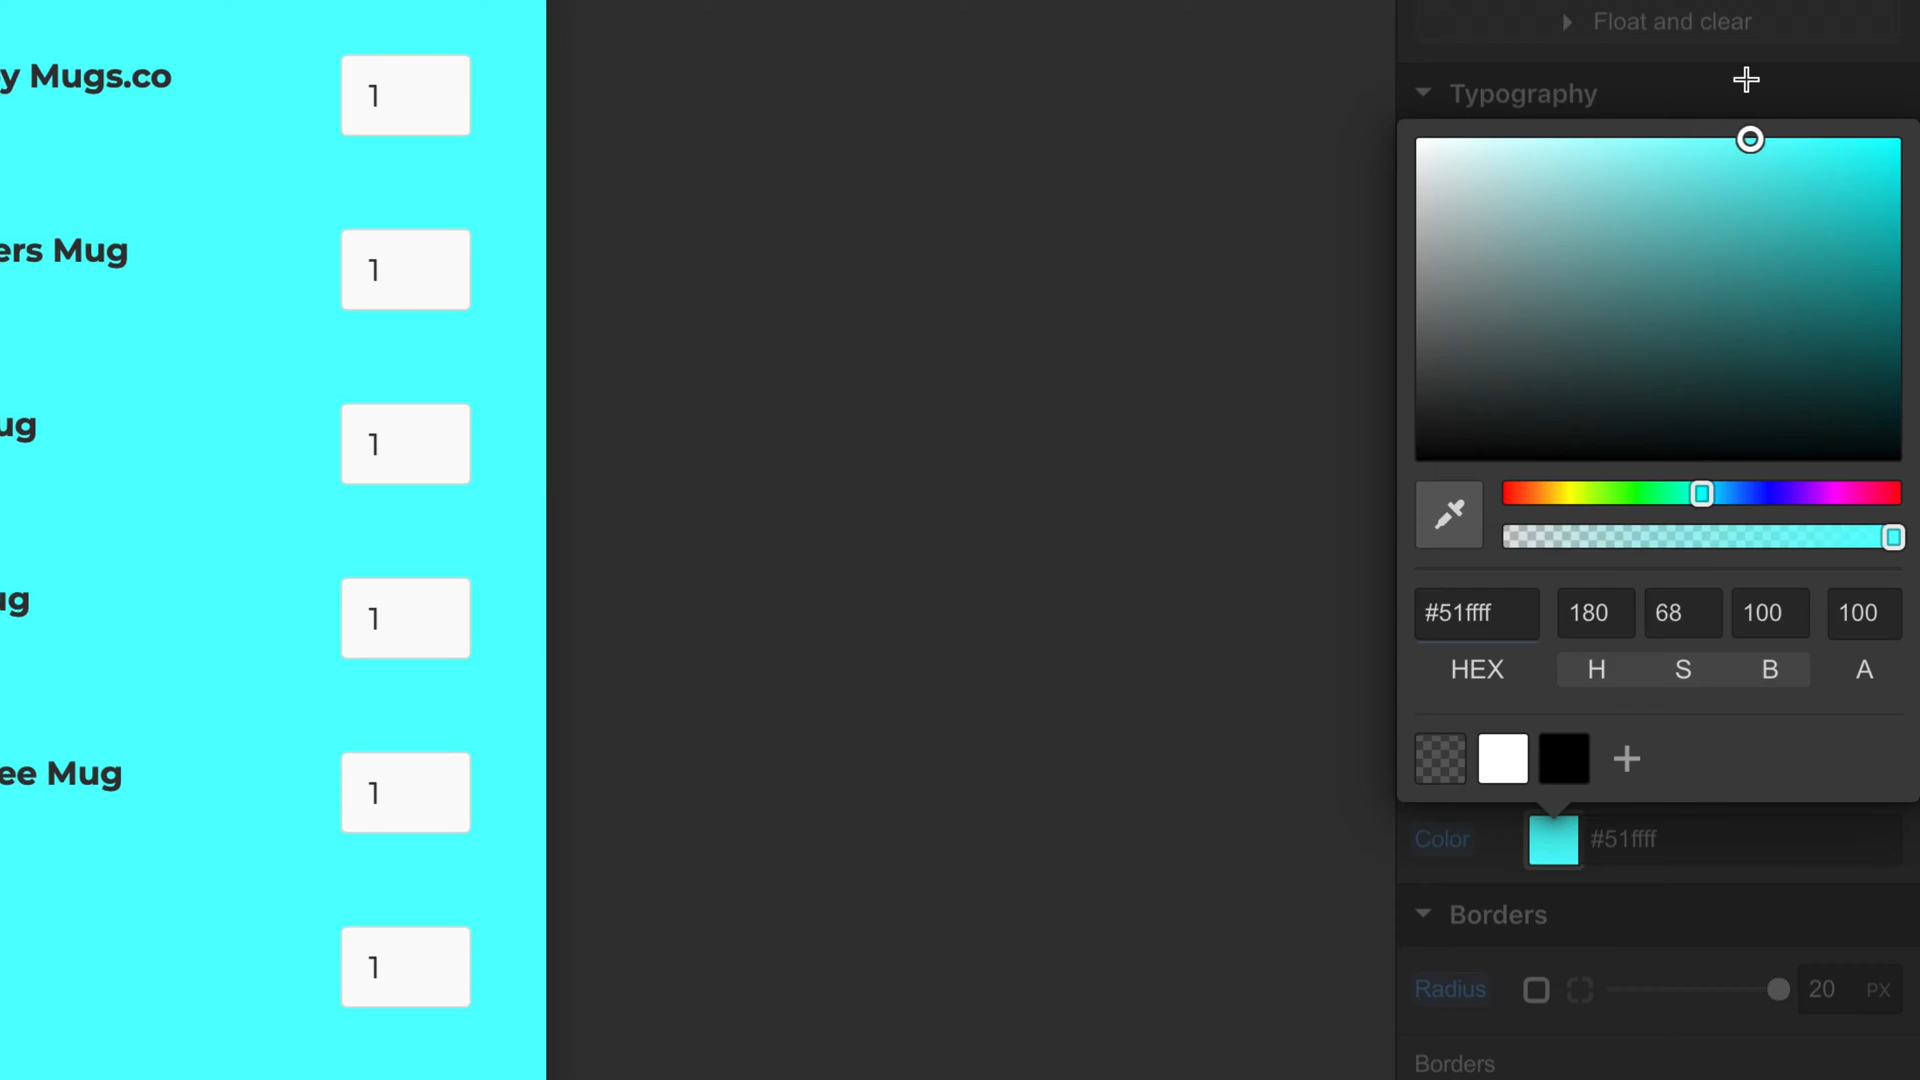 y Mugs.co
1
ers Mug
1
ug
1
ug
1
ee Mug
1
1
Float and clear
Typography
#51ffff
180
68
100
100
HEX
H
S
B
A
Color
#51ffff
Borders
Radius
20
PX
Borders